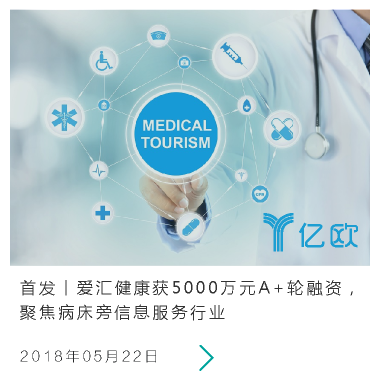 MEDICAL
TOURISM
亿欧
首发丨爱汇健康获5000万元A+轮融资，
聚焦病床旁信息服务行业
2018年05月22日